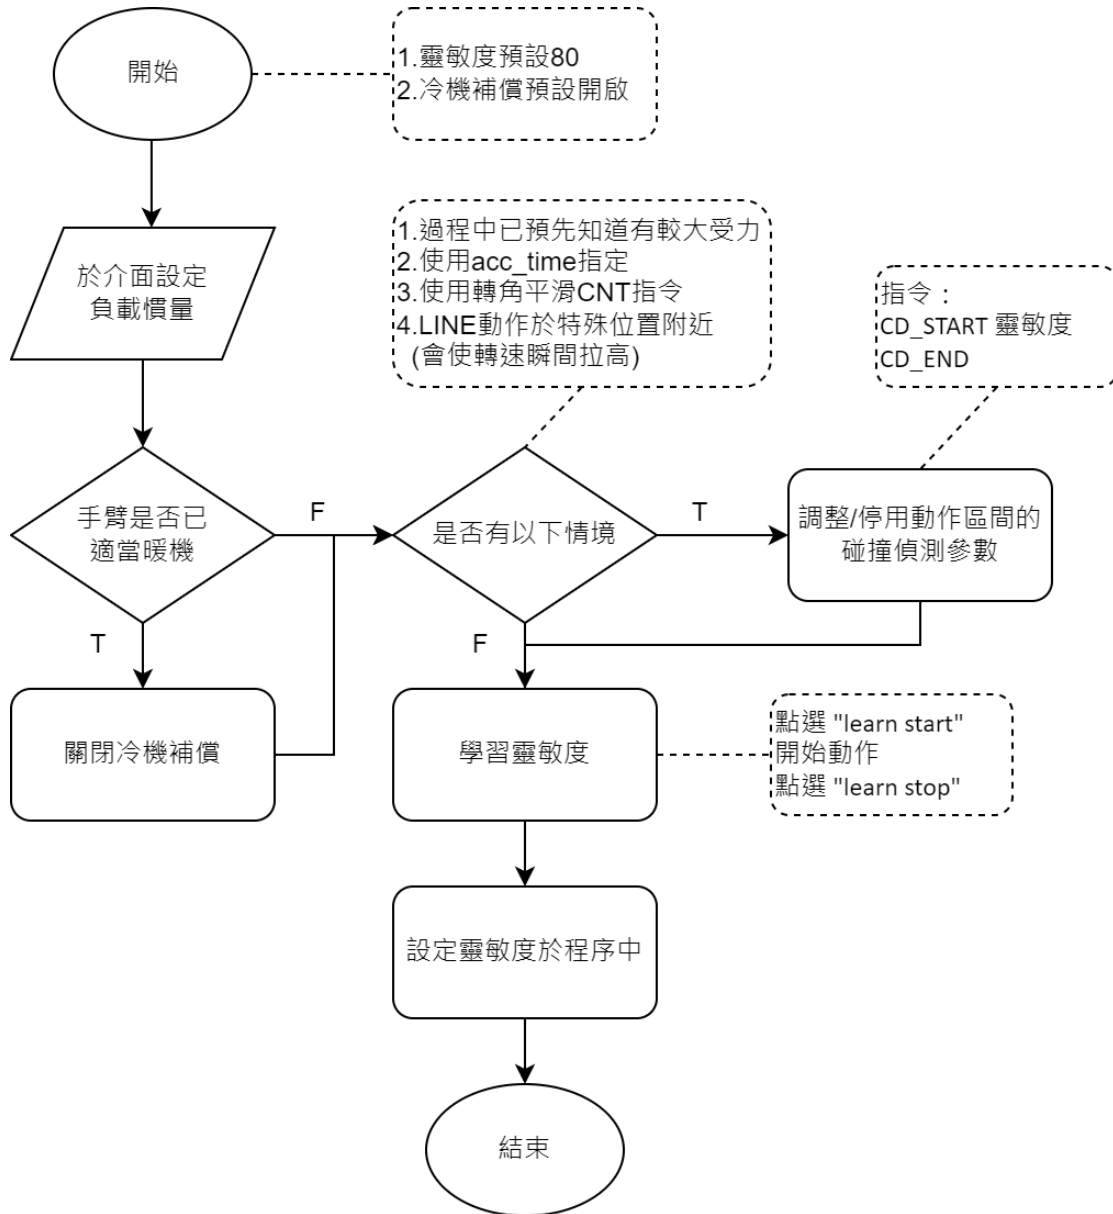 開始
1.靈敏度預設80
2.冷機補償預設開啟
於介面設定
負載慣量
1.過程中已預先知道有較大受力
2.使用acc_time指定
3.使用轉角平滑CNT指令
4.LINE動作於特殊位置附近
(會使轉速瞬間拉高)
指令：
CD_START 靈敏度
CD_END
手臂是否已
適當暖機
F
是否有以下情境
T
調整/停用動作區間的
碰撞偵測參數
T
F
關閉冷機補償
學習靈敏度
點選 "learn start"
開始動作
點選 "learn stop"
設定靈敏度於程序中
結束